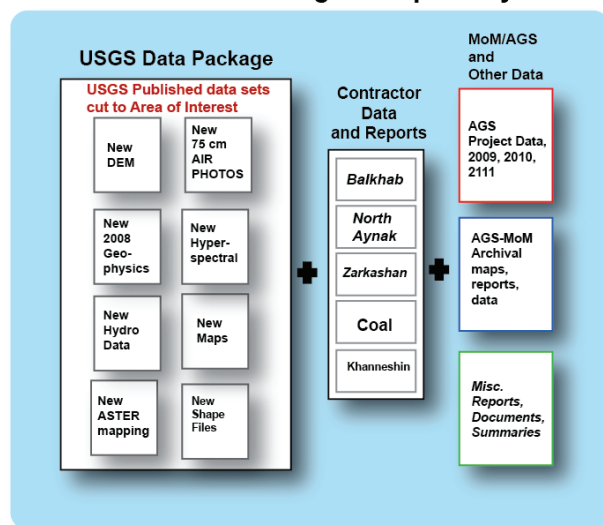 USGS Data Package
USGS Published data sets
cut to Area of Interest
New
DEM
New
75 cm
AIR
PHOTOS
New
2008
Geo-
physics
New
Hyper-
spectral
New
Hydro
Data
New
Maps
New
ASTER
mapping
New
Shape
Files
Contractor
Data
and Reports
Balkhab
North
Aynak
Zarkashan
Coal
Khanneshin
MoM/AGS
and
Other Data
AGS
Project Data,
2009, 2010,
2111
AGS-MoM
Archival
maps,
reports,
data
Misc.
Reports,
Documents,
Summaries